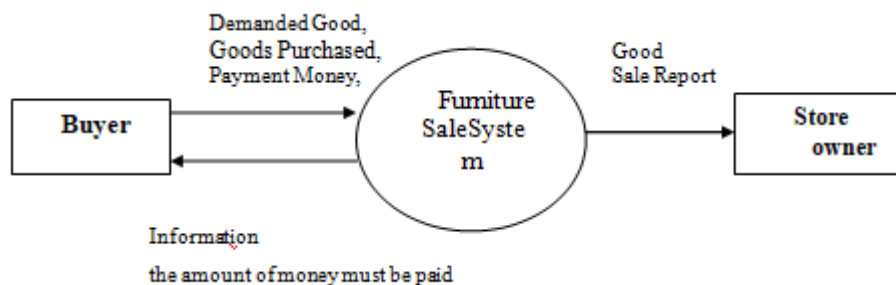 Demanded Good,
Goods Purchased,
Payment Money,
Good
Sale Report
Buyer
Furniture
SaleSyste
m
Store
owner
Information
the amount of money must be paid